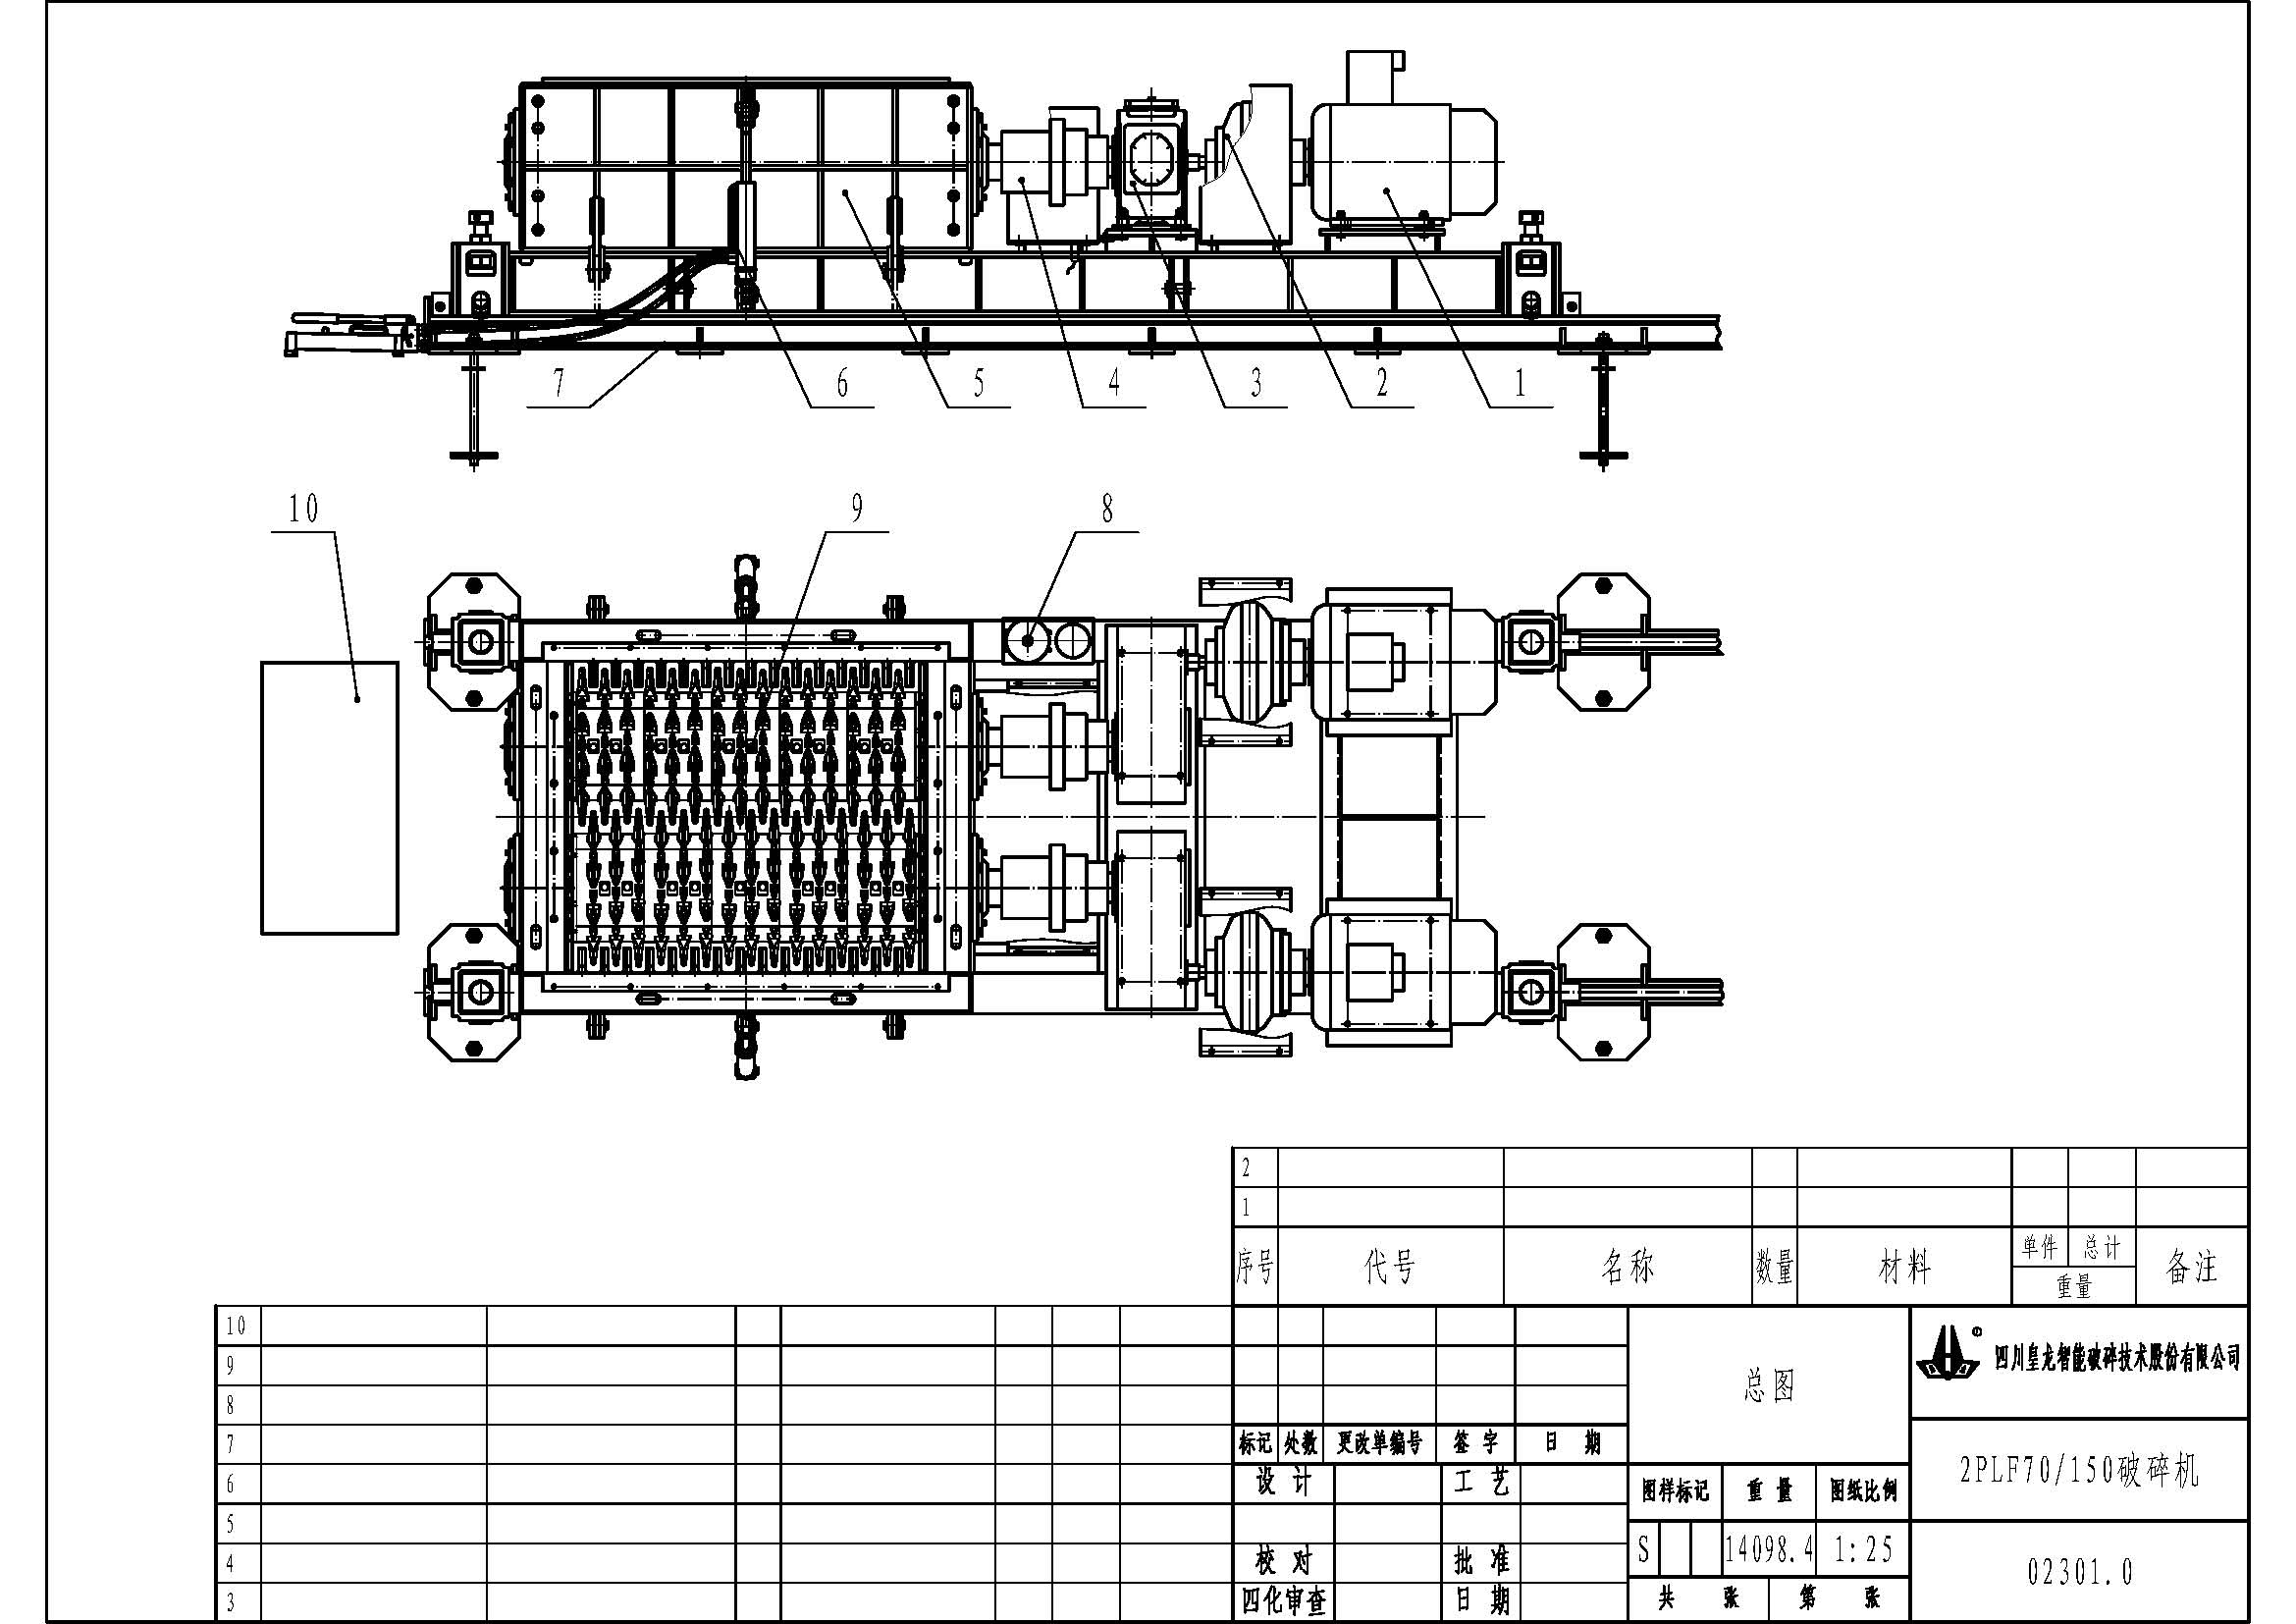 7 6 5 4 3 2 1
10 9 8
2
1
序号 代号 名称 数量 材料 单件 总计 备注
重量
10
9
8
7
6
5
4
3
标记 处数 更改单编号 签字 日期
设计 工艺
校对 批准
四化审查 日期
总图
图样标记 重量 图纸比例
S 14098.4 1:25
共 张 第 张
® 四川皇龙智能破碎技术股份有限公司
2PLF70/150破碎机
02301.0